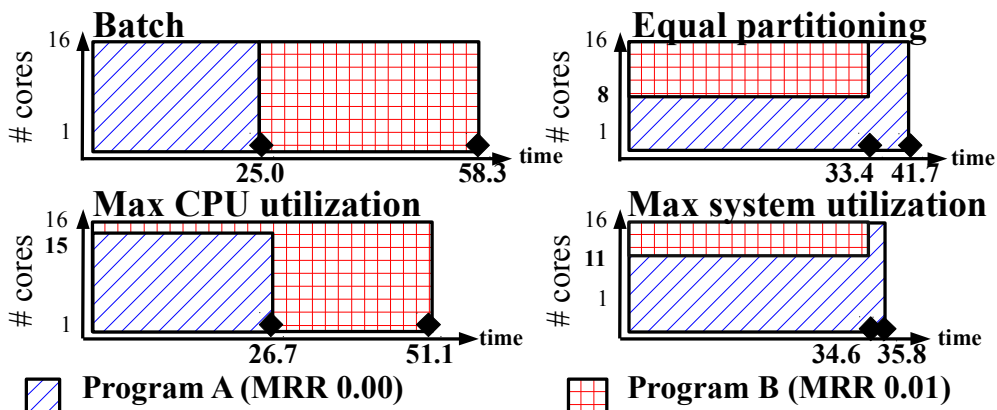 Batch
16
# cores
1
25.0
58.3
time
Equal partitioning
16
# cores
8
1
33.4
41.7
time
Max CPU utilization
16
15
# cores
1
26.7
51.1
time
Max system utilization
16
# cores
11
1
34.6
35.8
time
Program A (MRR 0.00)
Program B (MRR 0.01)